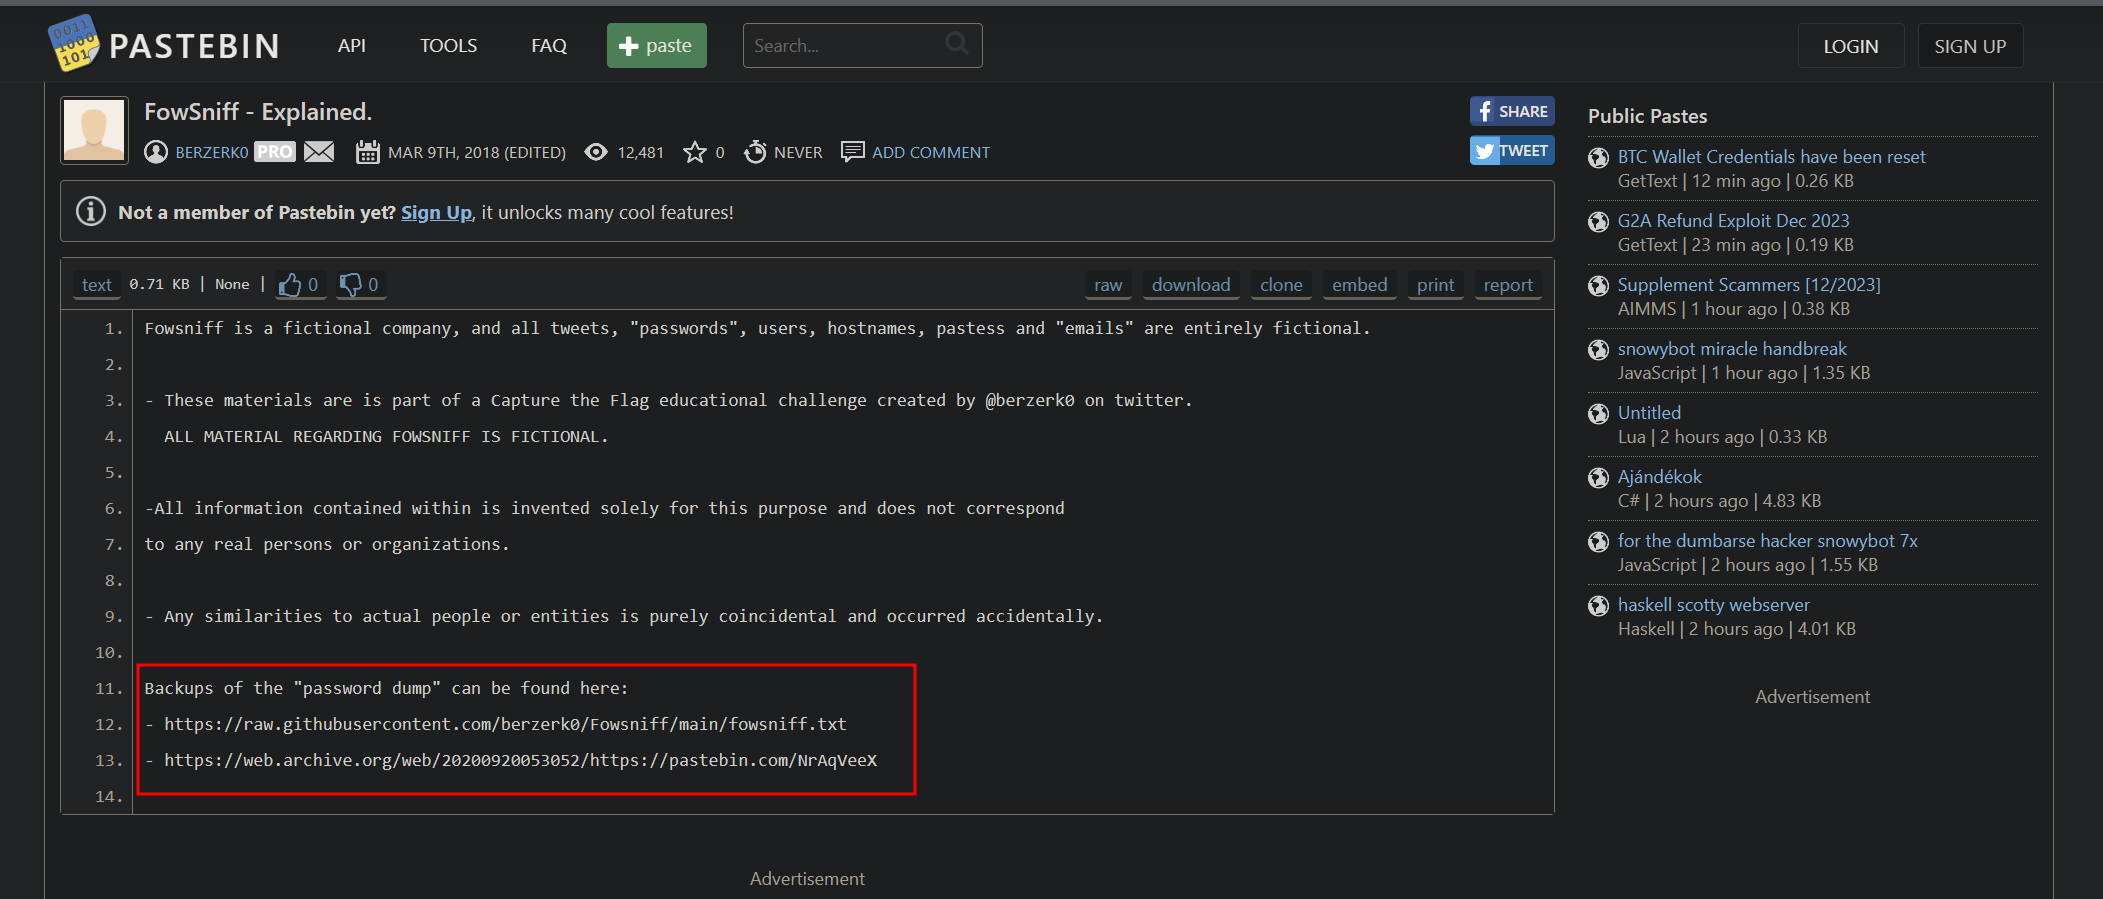 0011
1000
101
PASTEBIN
API
TOOLS
FAQ
paste
Search...
LOGIN
SIGN UP
FowSniff - Explained.
BERZERK0 PRO MAR 9TH, 2018 (EDITED) 12,481 0 NEVER ADD COMMENT
SHARE
TWEET
Not a member of Pastebin yet? Sign Up, it unlocks many cool features!
text 0.71 KB | None | 0 0
raw download clone embed print report
1. Fowsniff is a fictional company, and all tweets, "passwords", users, hostnames, pastess and "emails" are entirely fictional.
2.
3. - These materials are is part of a Capture the Flag educational challenge created by @berzerk0 on twitter.
4. ALL MATERIAL REGARDING FOWSNIFF IS FICTIONAL.
5.
6. -All information contained within is invented solely for this purpose and does not correspond
7. to any real persons or organizations.
8.
9. - Any similarities to actual people or entities is purely coincidental and occurred accidentally.
10.
11. Backups of the "password dump" can be found here:
12. - https://raw.githubusercontent.com/berzerk0/Fowsniff/main/fowsniff.txt
13. - https://web.archive.org/web/20200920053052/https://pastebin.com/NrAqVeeX
14.
Advertisement
Public Pastes
BTC Wallet Credentials have been reset
GetText | 12 min ago | 0.26 KB
G2A Refund Exploit Dec 2023
GetText | 23 min ago | 0.19 KB
Supplement Scammers [12/2023]
AIMMS | 1 hour ago | 0.38 KB
snowybot miracle handbreak
JavaScript | 1 hour ago | 1.35 KB
Untitled
Lua | 2 hours ago | 0.33 KB
Ajándékok
C# | 2 hours ago | 4.83 KB
for the dumbarse hacker snowybot 7x
JavaScript | 2 hours ago | 1.55 KB
haskell scotty webserver
Haskell | 2 hours ago | 4.01 KB
Advertisement